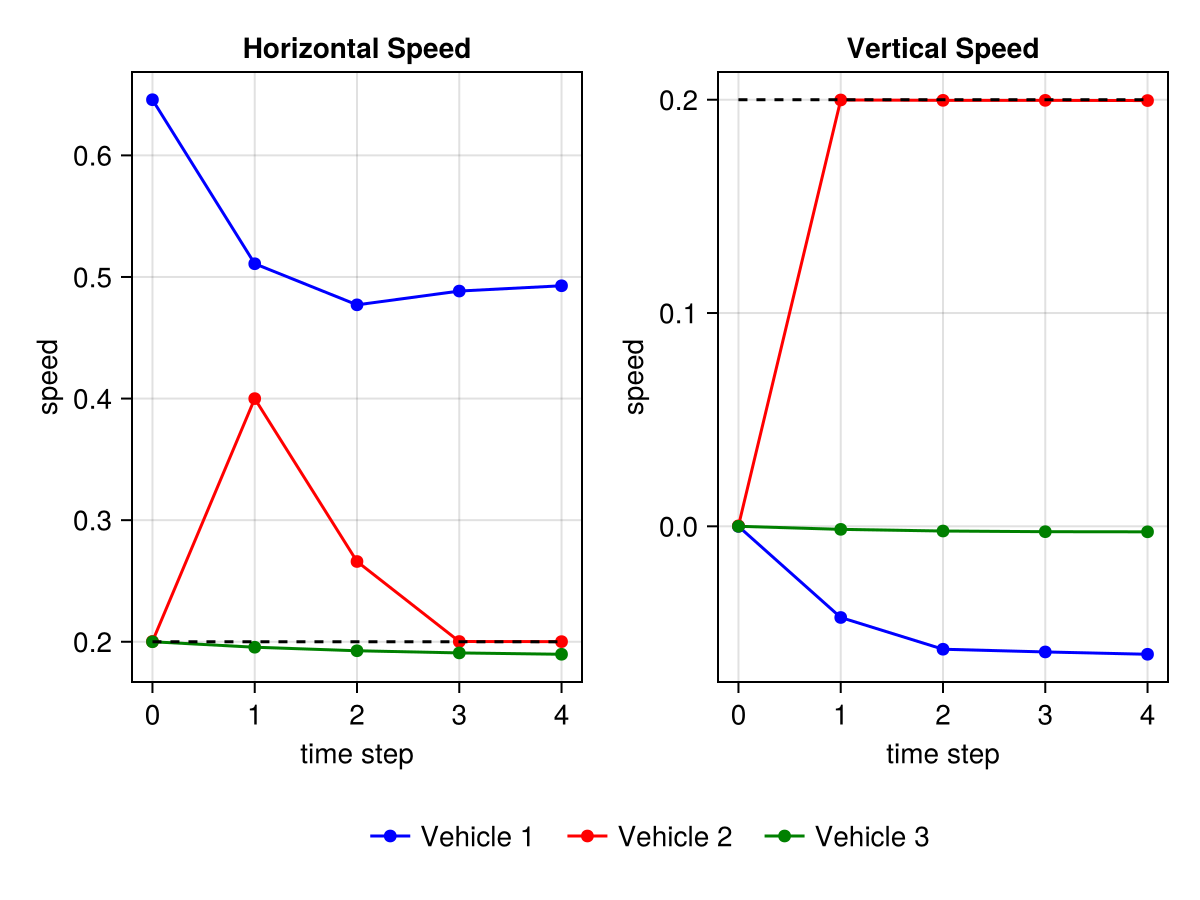 Horizontal Speed
Vertical Speed
speed
0.6
0.5
0.4
0.3
0.2
0 1 2 3 4
time step
speed
0.2
0.1
0.0
0 1 2 3 4
time step
Vehicle 1 Vehicle 2 Vehicle 3